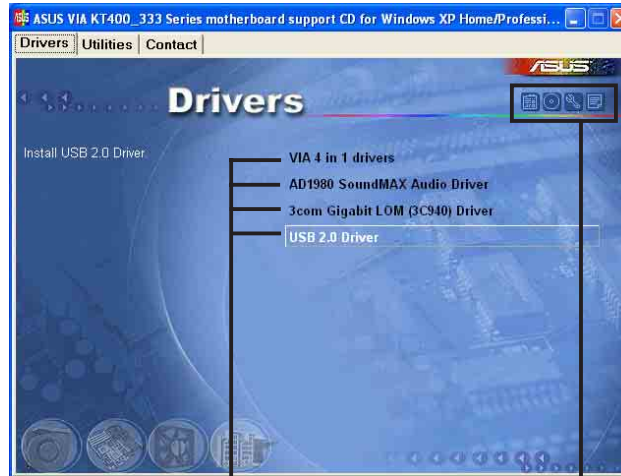 ASUS VIA KT400_333 Series motherboard support CD for Windows XP Home/Professi...
Drivers Utilities Contact
ASUS
Drivers
Install USB 2.0 Driver.
VIA 4 in 1 drivers
AD1980 SoundMAX Audio Driver
3com Gigabit LOM (3C940) Driver
USB 2.0 Driver